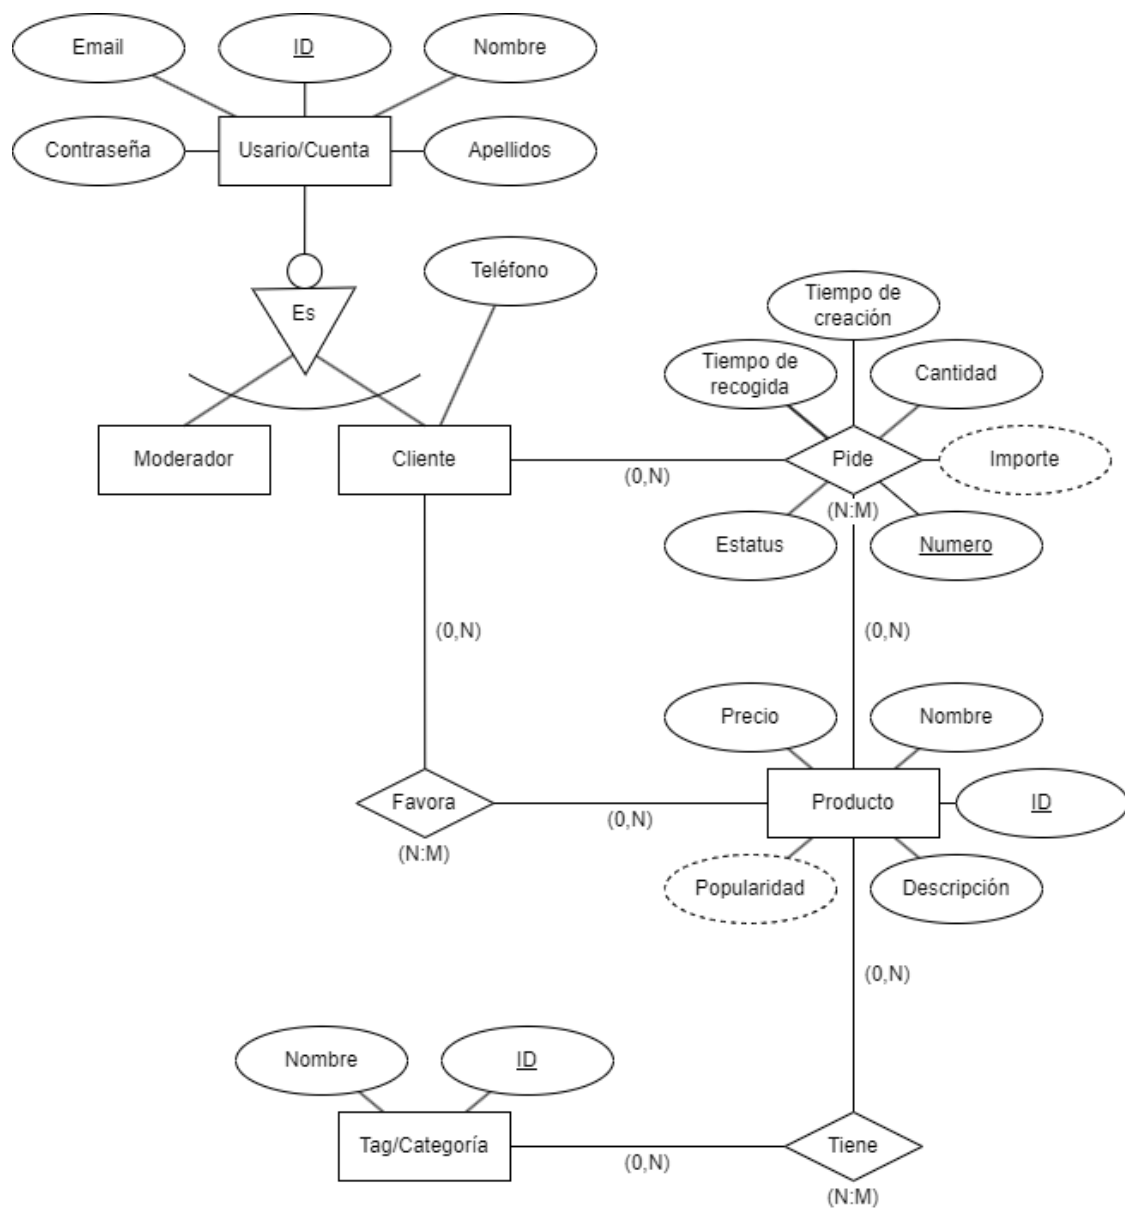 Email
ID
Nombre
Contraseña
Usario/Cuenta
Apellidos
Teléfono
Es
Tiempo de
creación
Tiempo de
recogida
Cantidad
Moderador
Cliente
(0,N)
Pide
Importe
(N:M)
Estatus
Numero
(0,N)
(0,N)
Precio
Nombre
Favora
(0,N)
Producto
ID
(N:M)
Popularidad
Descripción
(0,N)
Nombre
ID
Tag/Categoría
(0,N)
Tiene
(N:M)